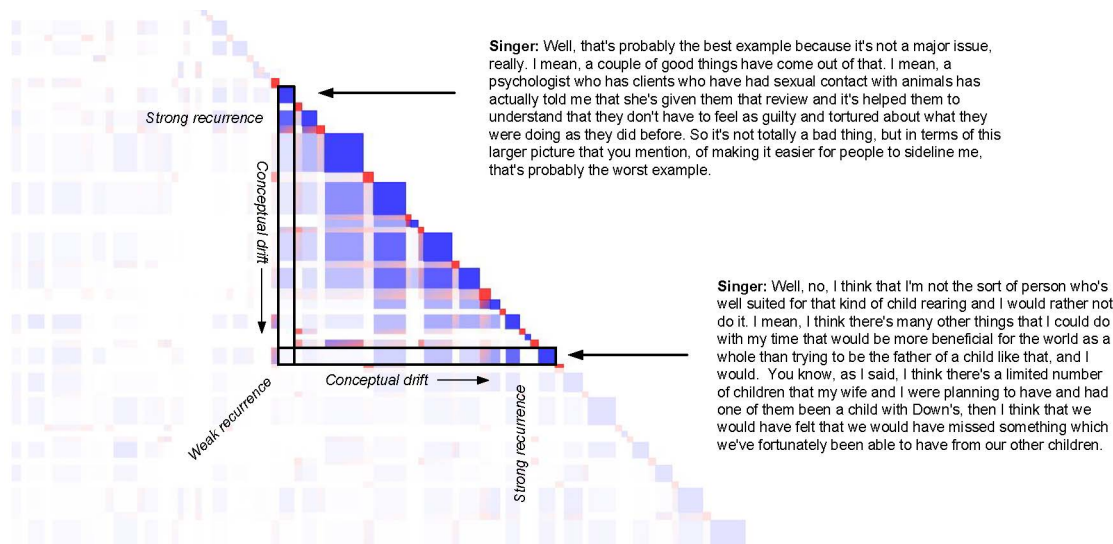 Singer: Well, that's probably the best example because it's not a major issue,
really. I mean, a couple of good things have come out of that. I mean, a
psychologist who has clients who have had sexual contact with animals has
actually told me that she's given them that review and it's helped them to
understand that they don't have to feel as guilty and tortured about what they
were doing as they did before. So it's not totally a bad thing, but in terms of this
larger picture that you mention, of making it easier for people to sideline me,
that's probably the worst example.
Strong recurrence
Conceptual drift
Singer: Well, no, I think that I'm not the sort of person who's
well suited for that kind of child rearing and I would rather not
do it. I mean, I think there's many other things that I could do
with my time that would be more beneficial for the world as a
whole than trying to be the father of a child like that, and I
would.  You know, as I said, I think there's a limited number
of children that my wife and I were planning to have and had
one of them been a child with Down's, then I think that we
would have felt that we would have missed something which
we've fortunately been able to have from our other children.
Conceptual drift
Weak recurrence
Strong recurrence